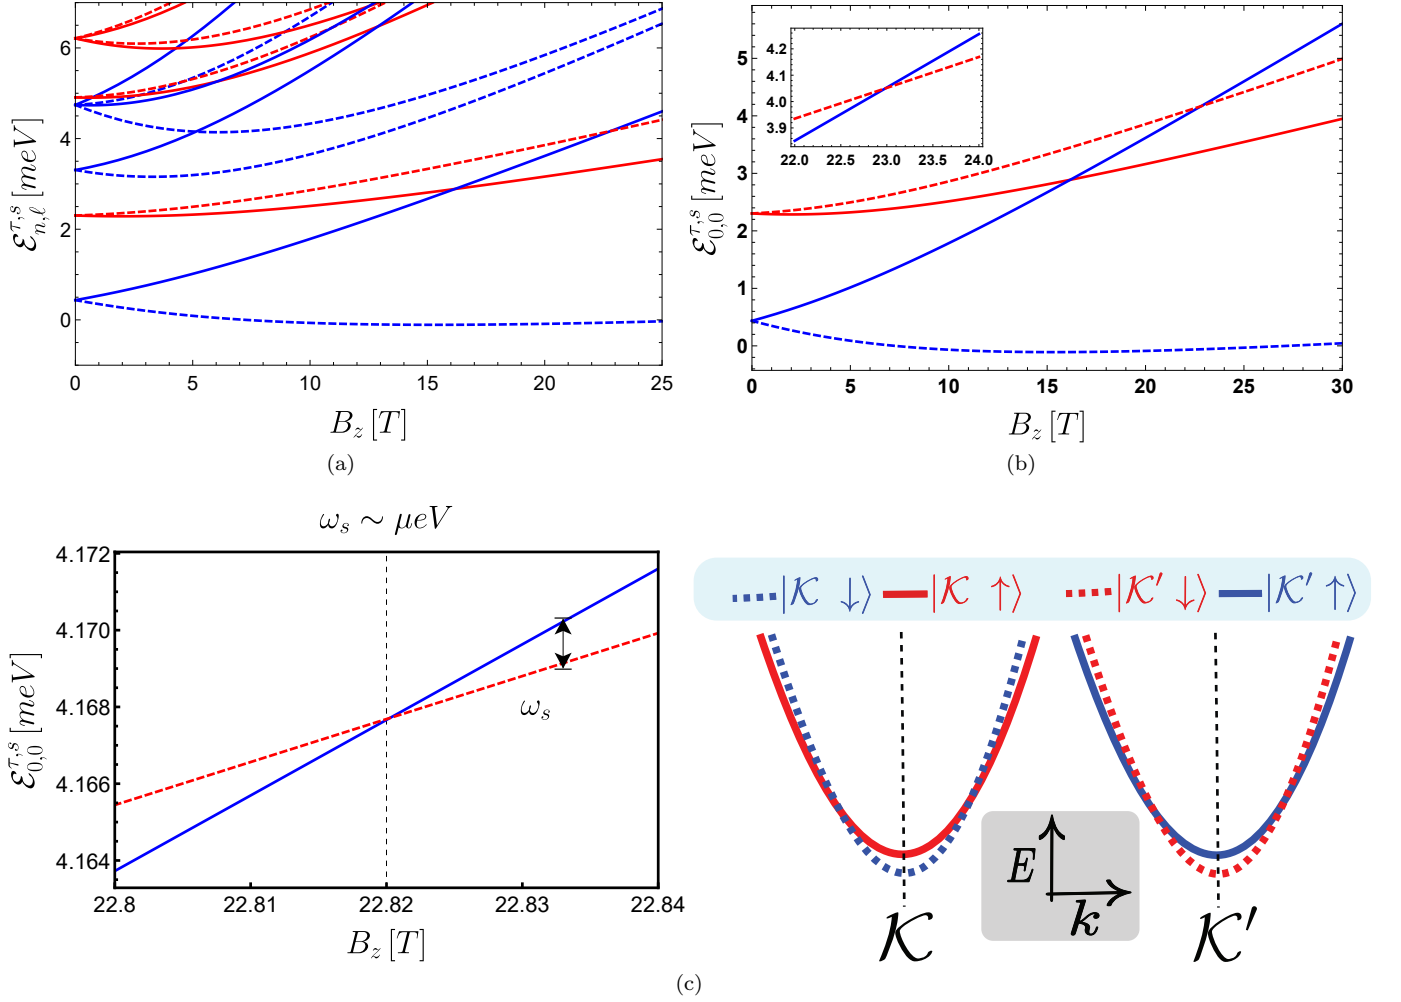 6
4
2
0
ℰ_{n,ℓ}^{τ,s} [meV]
0 5 10 15 20 25
B_z [T]
(a)
5
4
3
2
1
0
ℰ_{0,0}^{τ,s} [meV]
4.2
4.1
4.0
3.9
22.0 22.5 23.0 23.5 24.0
0 5 10 15 20 25 30
B_z [T]
(b)
ω_s ∼ μeV
4.172
4.170
4.168
4.166
4.164
ℰ_{0,0}^{τ,s} [meV]
ω_s
22.8 22.81 22.82 22.83 22.84
B_z [T]
|𝒦 ↓⟩ |𝒦 ↑⟩ |𝒦′ ↓⟩ |𝒦′ ↑⟩
E
k
𝒦 𝒦′
(c)